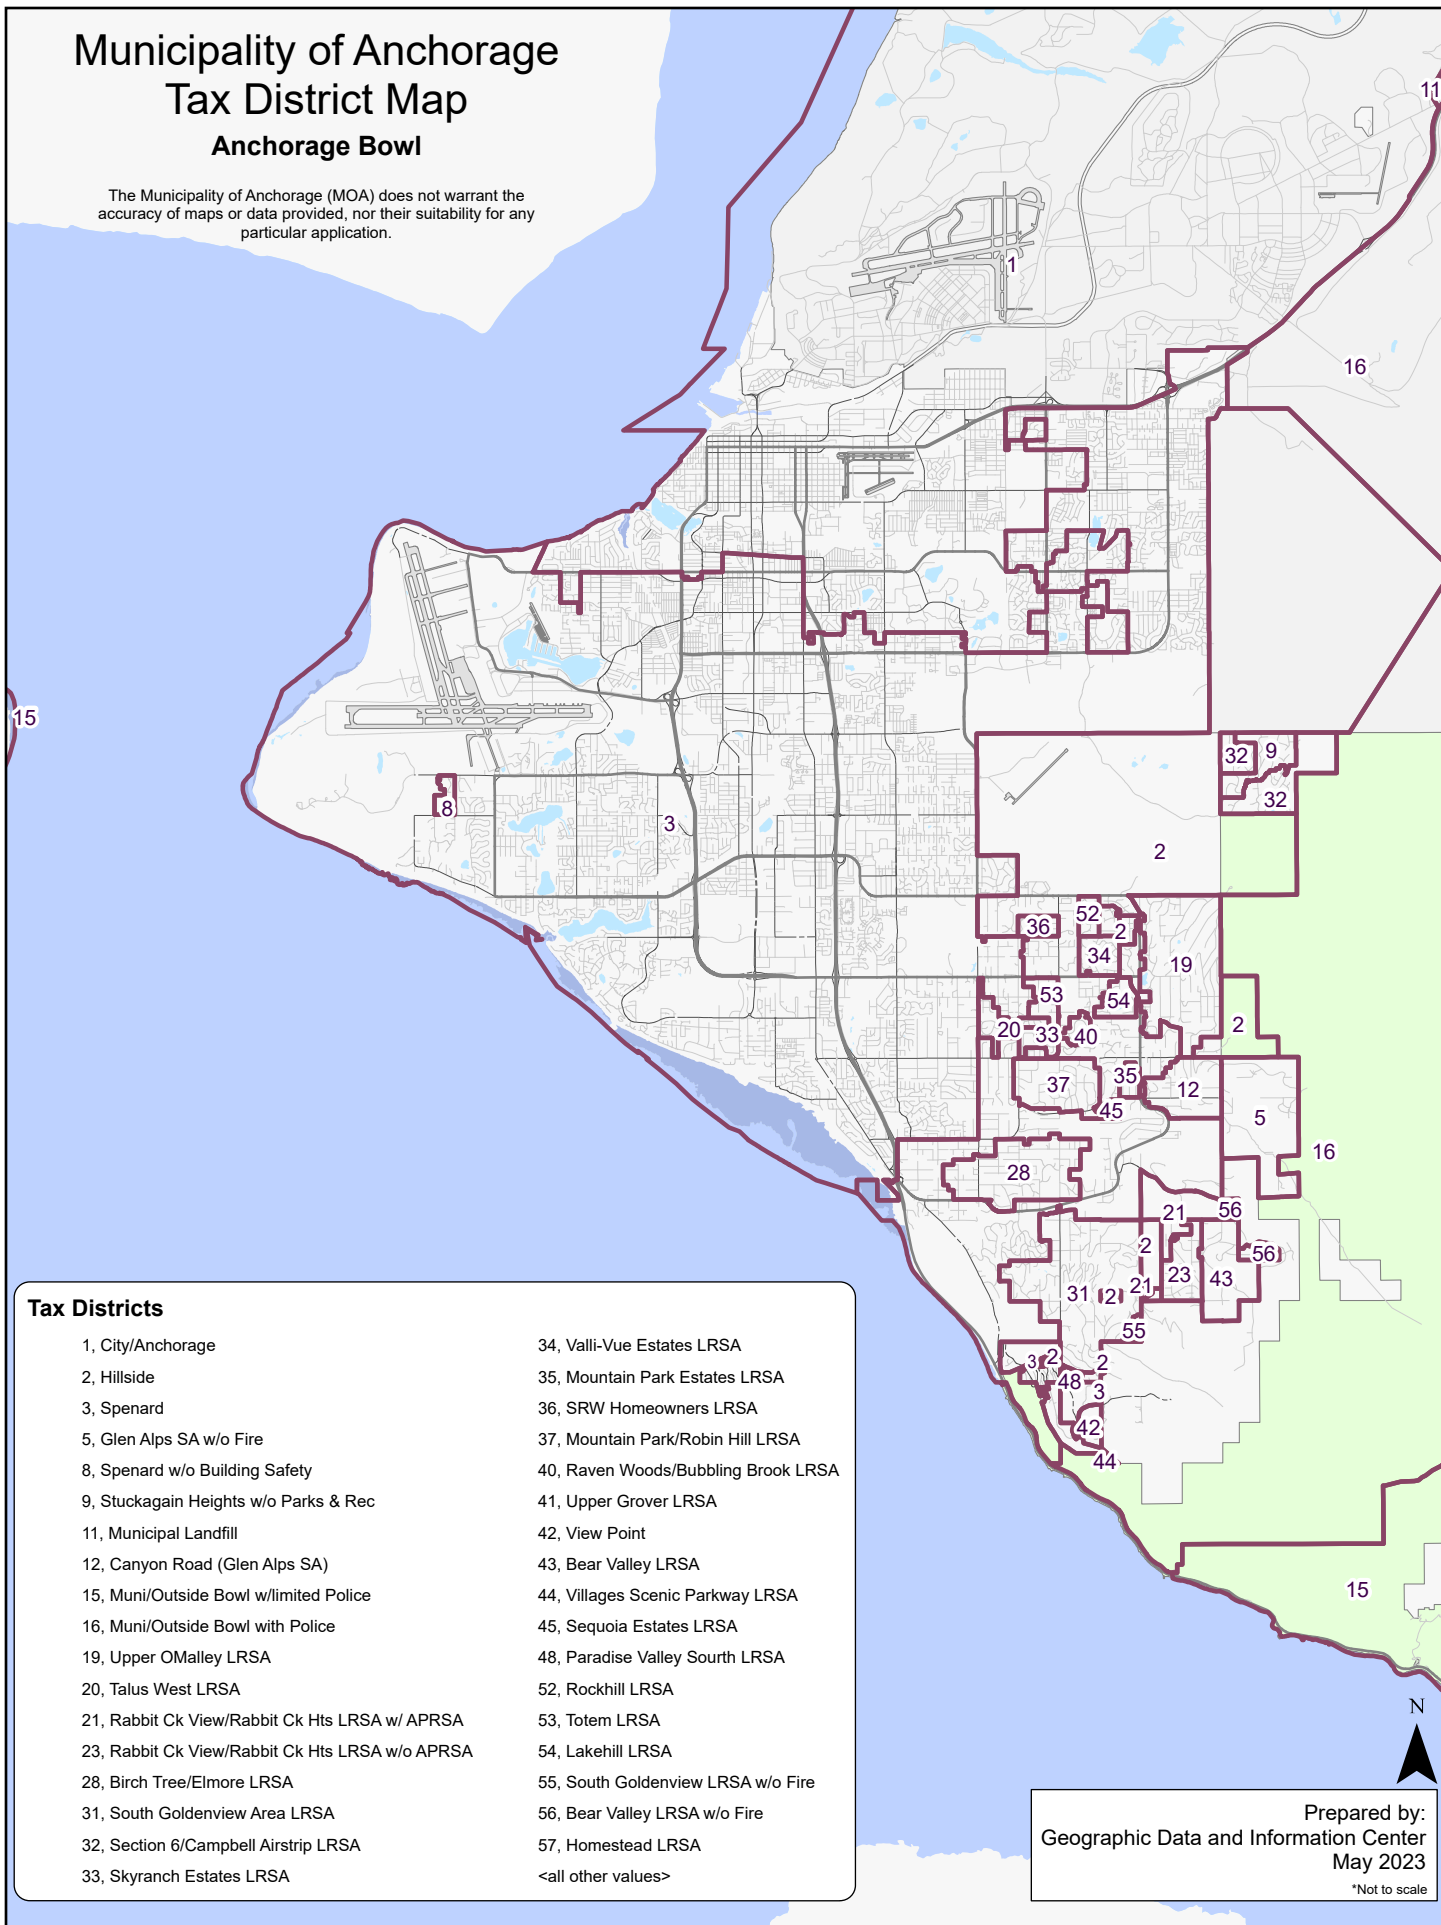 Municipality of Anchorage
Tax District Map
Anchorage Bowl
The Municipality of Anchorage (MOA) does not warrant the
accuracy of maps or data provided, nor their suitability for any
particular application.
11
1
16
15
8
3
32
9
32
2
52
36
2
34
19
53
54
20
33
40
2
37
35
12
45
5
16
28
21
56
2
56
23
43
21
31
2
55
3
2
2
48
3
42
44
15
Tax Districts
1, City/Anchorage
2, Hillside
3, Spenard
5, Glen Alps SA w/o Fire
8, Spenard w/o Building Safety
9, Stuckagain Heights w/o Parks & Rec
11, Municipal Landfill
12, Canyon Road (Glen Alps SA)
15, Muni/Outside Bowl w/limited Police
16, Muni/Outside Bowl with Police
19, Upper OMalley LRSA
20, Talus West LRSA
21, Rabbit Ck View/Rabbit Ck Hts LRSA w/ APRSA
23, Rabbit Ck View/Rabbit Ck Hts LRSA w/o APRSA
28, Birch Tree/Elmore LRSA
31, South Goldenview Area LRSA
32, Section 6/Campbell Airstrip LRSA
33, Skyranch Estates LRSA
34, Valli-Vue Estates LRSA
35, Mountain Park Estates LRSA
36, SRW Homeowners LRSA
37, Mountain Park/Robin Hill LRSA
40, Raven Woods/Bubbling Brook LRSA
41, Upper Grover LRSA
42, View Point
43, Bear Valley LRSA
44, Villages Scenic Parkway LRSA
45, Sequoia Estates LRSA
48, Paradise Valley Sourth LRSA
52, Rockhill LRSA
53, Totem LRSA
54, Lakehill LRSA
55, South Goldenview LRSA w/o Fire
56, Bear Valley LRSA w/o Fire
57, Homestead LRSA
<all other values>
N
Prepared by:
Geographic Data and Information Center
May 2023
*Not to scale